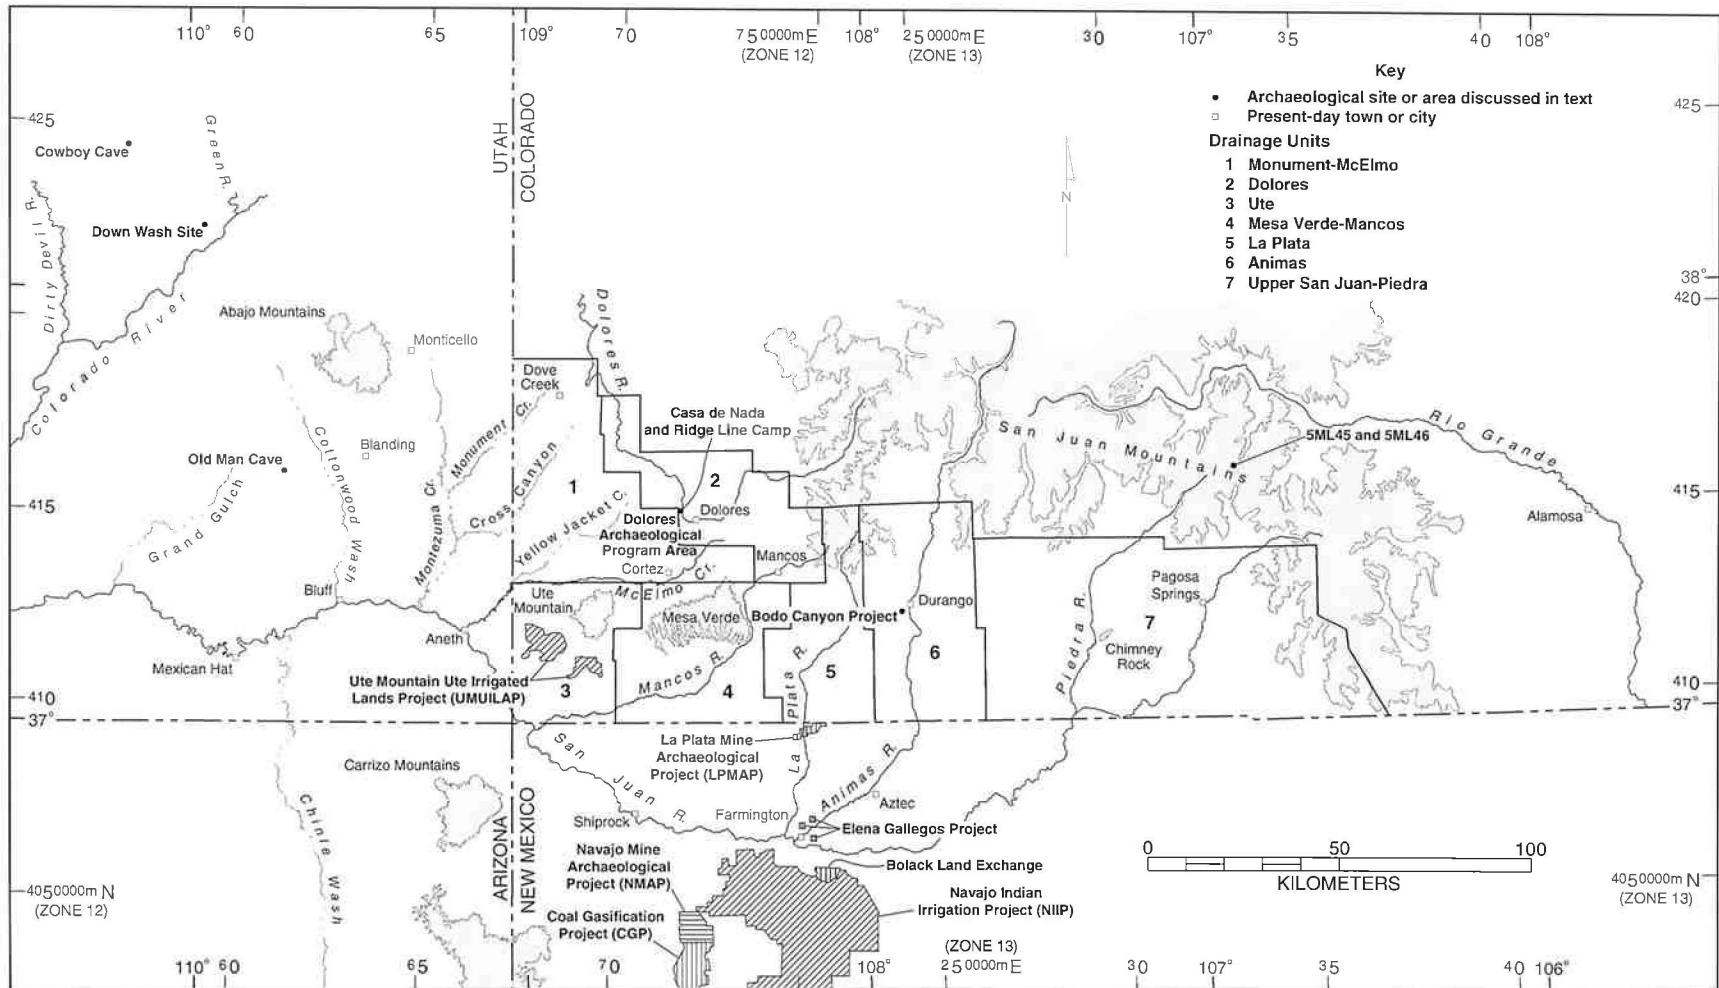 110° 60 65 109° 70 750000m E 108° 250000m E 30 107° 35 40 108°
(ZONE 12) (ZONE 13)
Key
Archaeological site or area discussed in text
Present-day town or city
Drainage Units
1 Monument-McElmo
2 Dolores
3 Ute
4 Mesa Verde-Mancos
5 La Plata
6 Animas
7 Upper San Juan-Piedra
425
425
UTAH
COLORADO
N
Cowboy Cave
Green R.
Dirty Devil R.
Down Wash Site
38°
420
Colorado River
Abajo Mountains
Monticello
Dolores R.
Dove
Creek
Monument Cr.
Casa de Nada
and Ridge Line Camp
San Juan Mountains
5ML45 and 5ML46
Rio Grande
Cottonwood Wash
Blanding
Old Man Cave
Cross Canyon
1
2
415
415
Grand Gulch
Montezuma Cr.
Yellow Jacket C.
Dolores
Dolores
Archaeological
Program Area
Cortez
Mancos
Alamosa
Bluff
McElmo Cr.
Ute
Mountain
Mesa Verde
Bodo Canyon Project
Durango
Pagosa
Springs
Piedra R.
7
Chimney
Rock
Aneth
Mexican Hat
Ute Mountain Ute Irrigated
Lands Project (UMUILAP)
3
Mancos R.
4
La Plata R.
5
6
410
37°
410
37°
La Plata Mine
Archaeological
Project (LPMAP)
Carrizo Mountains
San Juan R.
Animas R.
Aztec
Chinle Wash
Shiprock
Farmington
Elena Gallegos Project
ARIZONA
NEW MEXICO
Navajo Mine
Archaeological
Project (NMAP)
Bolack Land Exchange
0 50 100
KILOMETERS
4050000m N
(ZONE 12)
4050000m N
(ZONE 13)
Navajo Indian
Irrigation Project (NIIP)
Coal Gasification
Project (CGP)
(ZONE 13)
110° 60 65 70 108° 250000m E 30 107° 35 40 106°